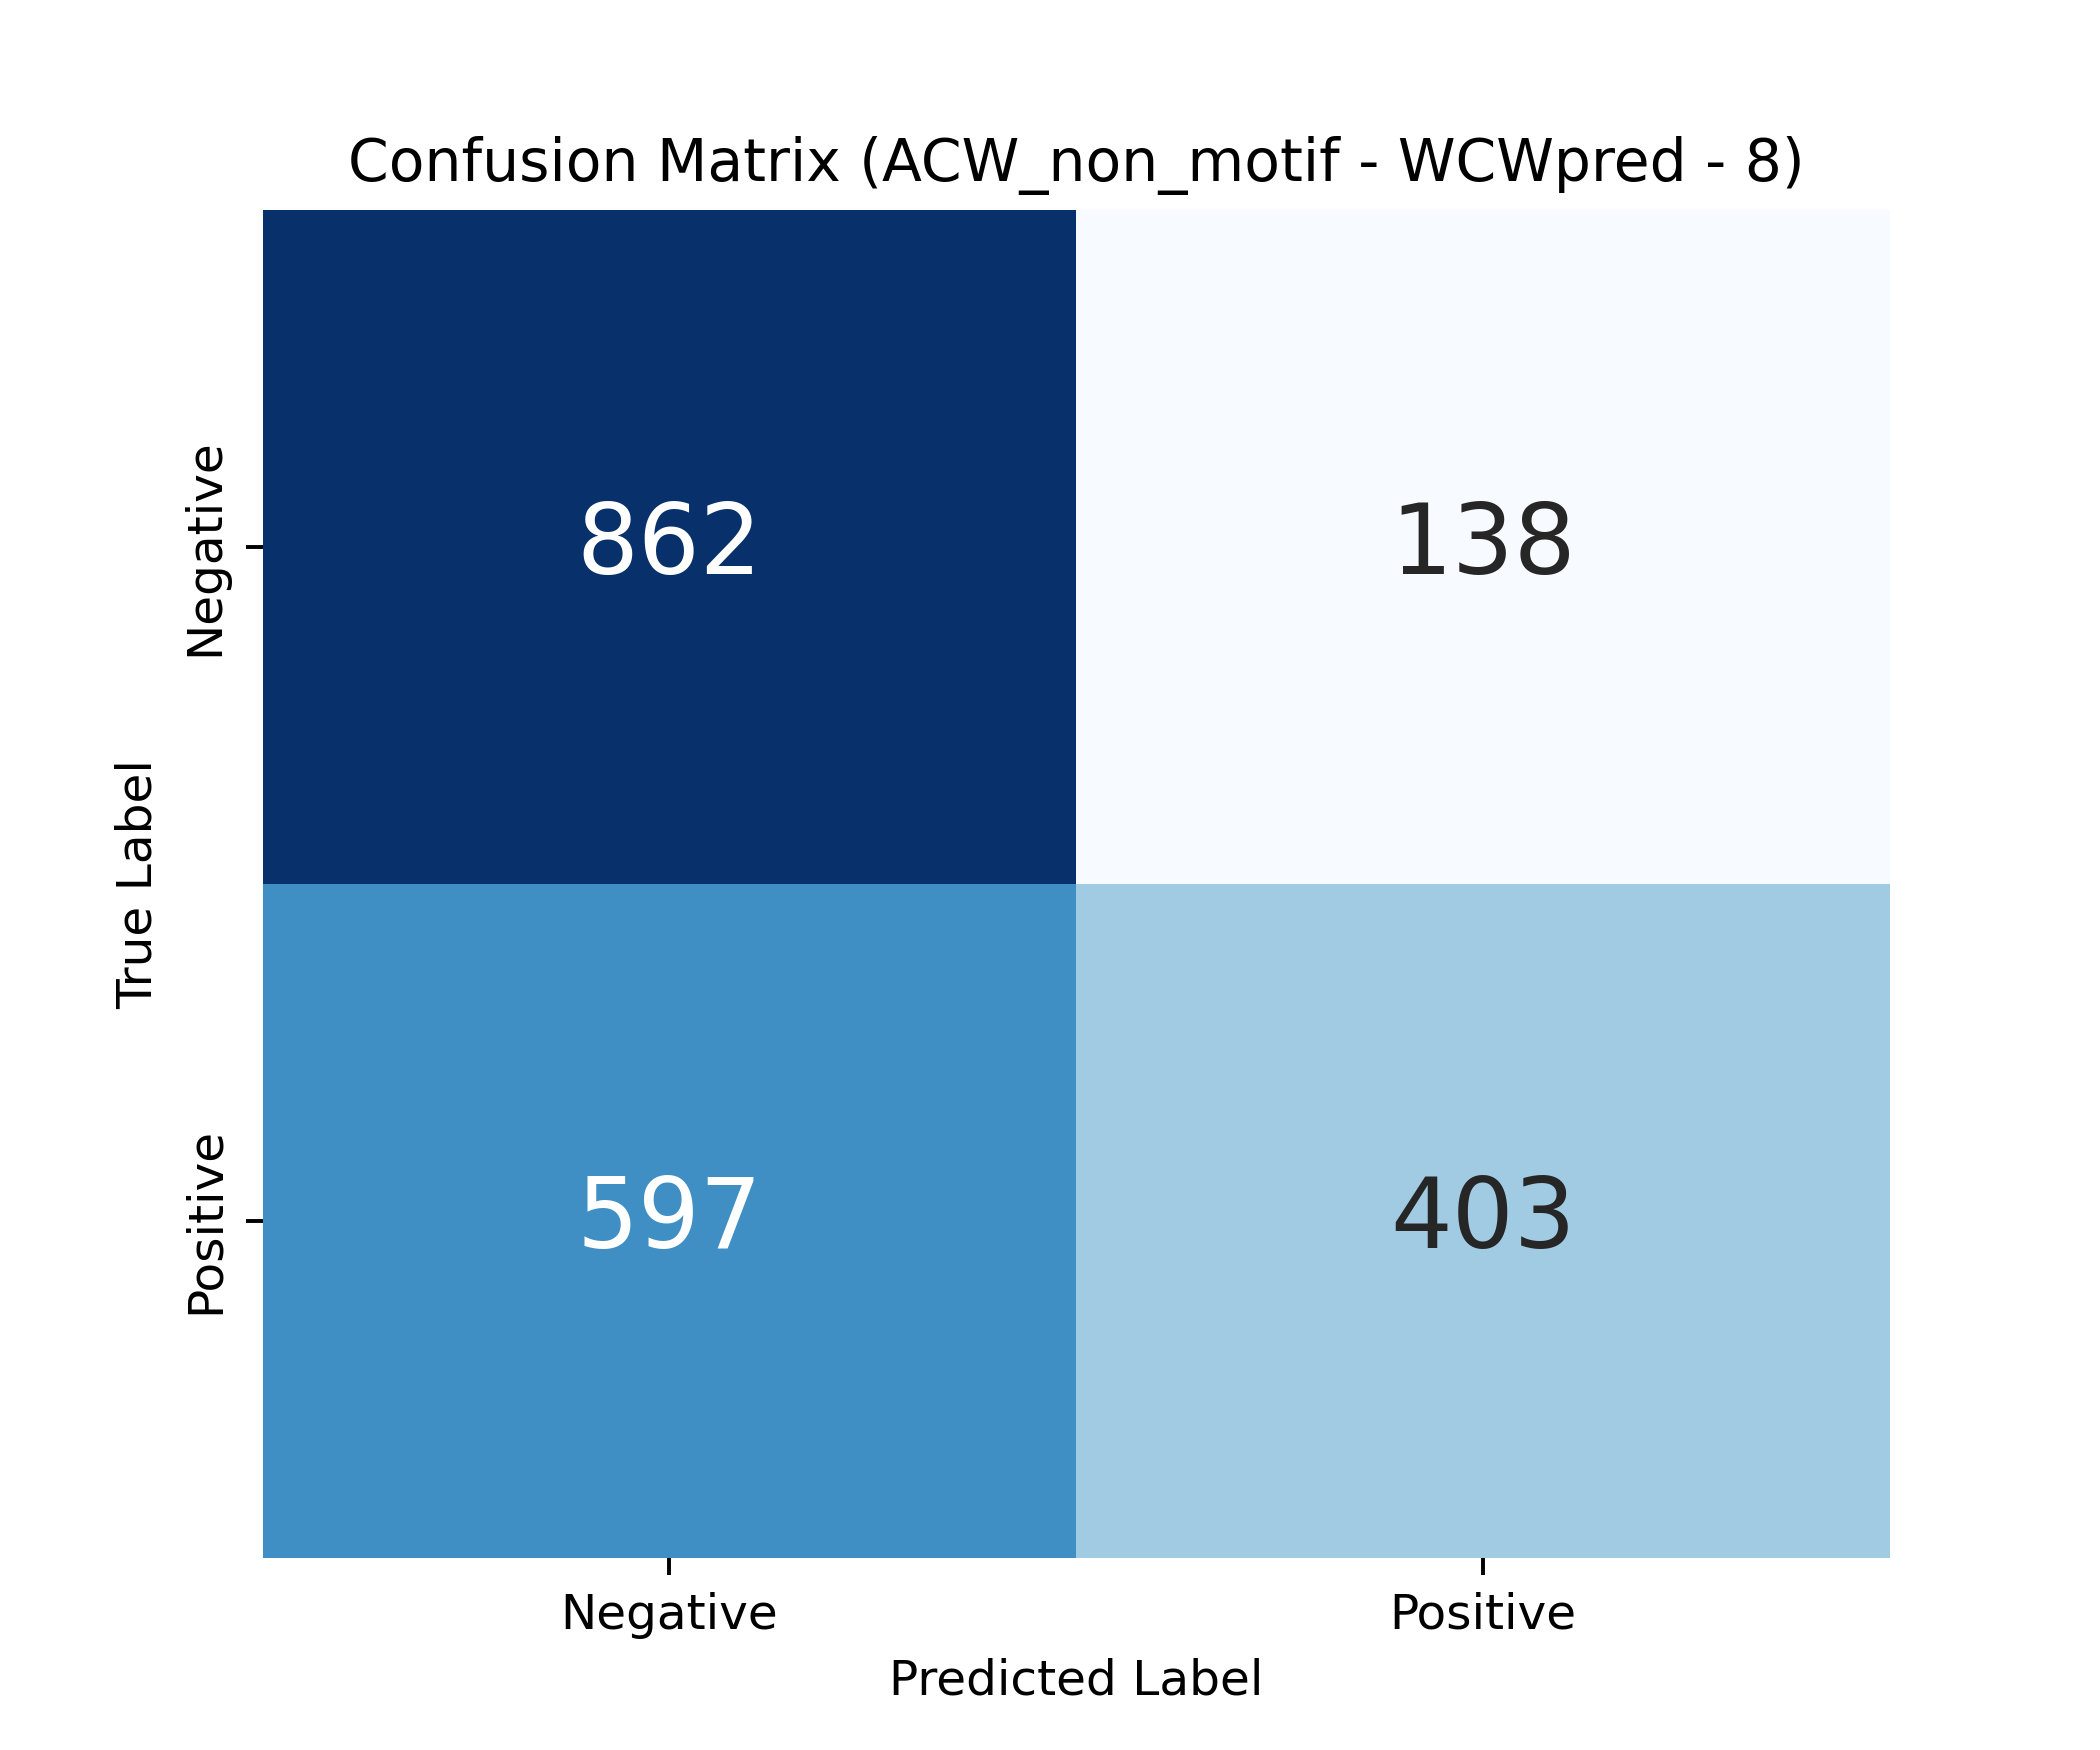 Confusion Matrix (ACW_non_motif - WCWpred - 8)
True Label
Negative
862
138
Positive
597
403
Negative
Positive
Predicted Label